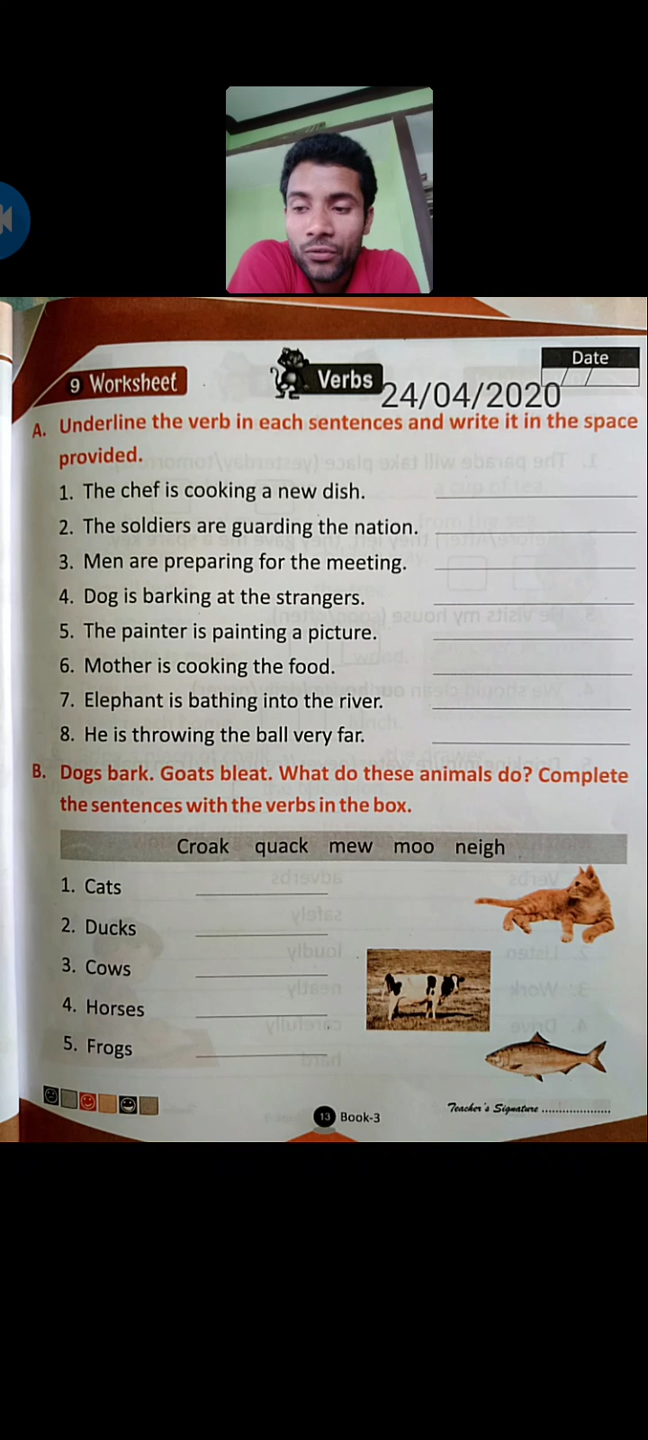 9 Worksheet
Verbs
Date
24/04/2020
A. Underline the verb in each sentences and write it in the space
provided.
1. The chef is cooking a new dish.
2. The soldiers are guarding the nation.
3. Men are preparing for the meeting.
4. Dog is barking at the strangers.
5. The painter is painting a picture.
6. Mother is cooking the food.
7. Elephant is bathing into the river.
8. He is throwing the ball very far.
B. Dogs bark. Goats bleat. What do these animals do? Complete
the sentences with the verbs in the box.
Croak quack mew moo neigh
1. Cats
2. Ducks
3. Cows
4. Horses
5. Frogs
13 Book-3
Teacher's Signature ....................